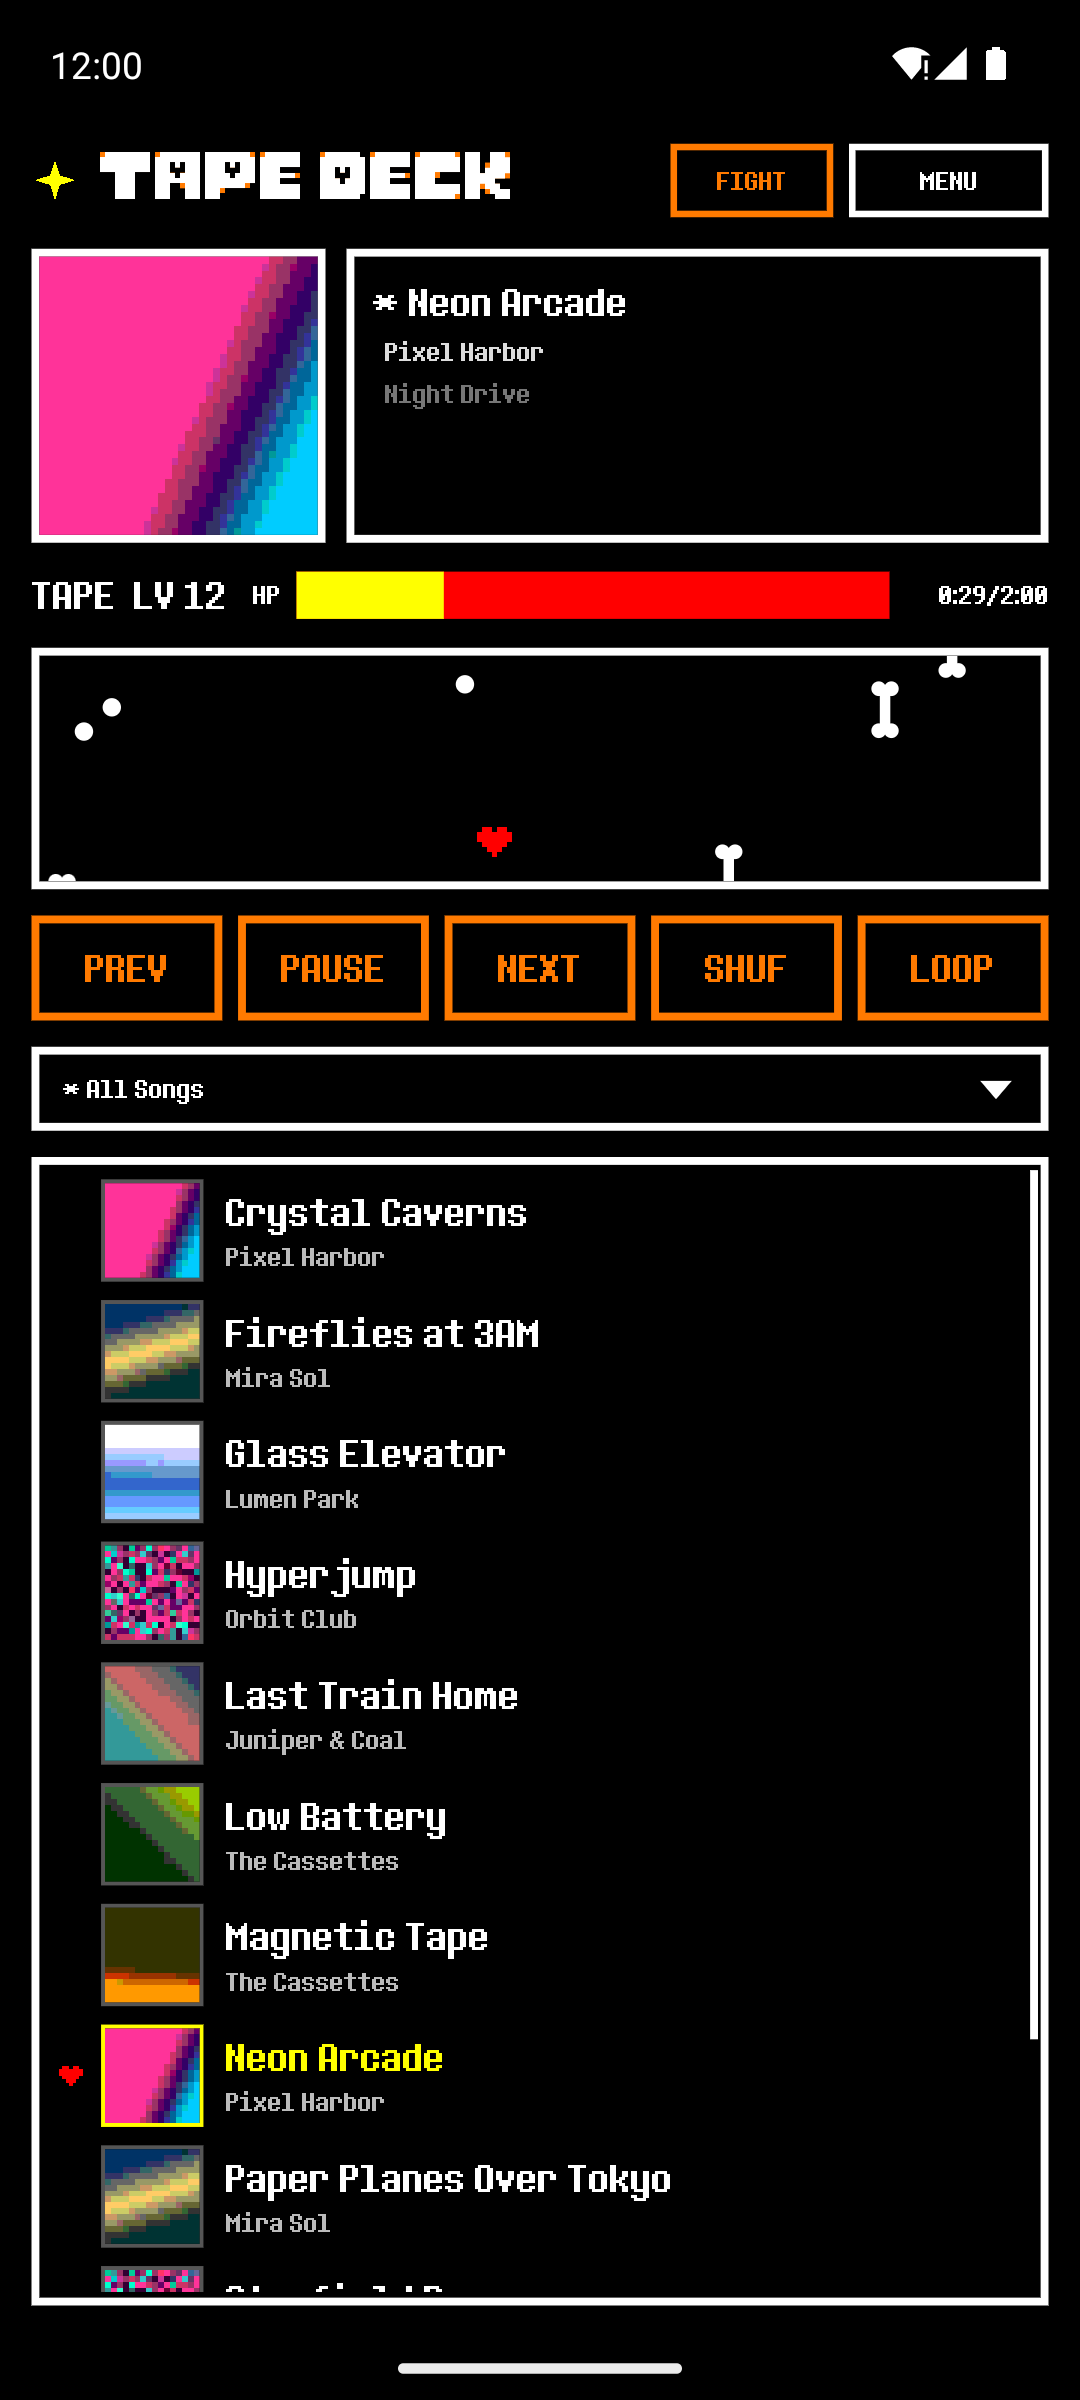 12:00
TAPE DECK
FIGHT
MENU
* Neon Arcade
Pixel Harbor
Night Drive
TAPE LV 12 HP 0:29/2:00
PREV
PAUSE
NEXT
SHUF
LOOP
* All Songs
Crystal Caverns
Pixel Harbor
Fireflies at 3AM
Mira Sol
Glass Elevator
Lumen Park
Hyperjump
Orbit Club
Last Train Home
Juniper & Coal
Low Battery
The Cassettes
Magnetic Tape
The Cassettes
Neon Arcade
Pixel Harbor
Paper Planes Over Tokyo
Mira Sol